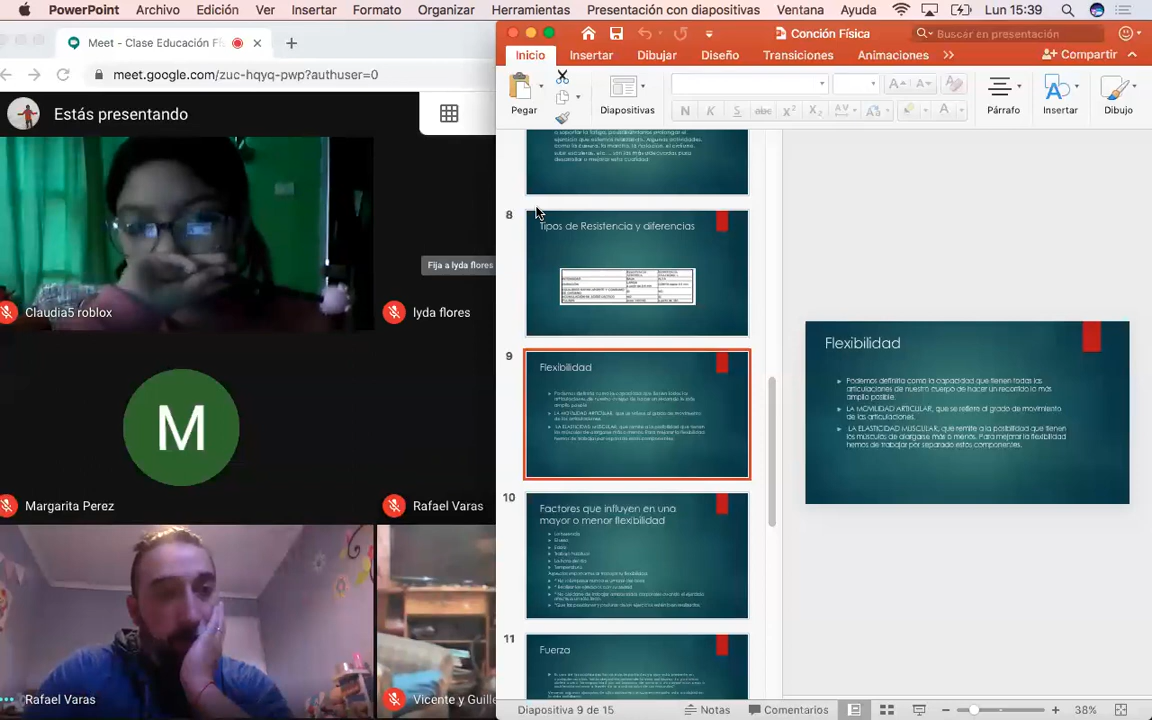 PowerPoint Archivo Edición Ver Insertar Formato Organizar Herramientas Presentación con diapositivas Ventana Ayuda Lun 15:39
Meet - Clase Educación Fí
meet.google.com/zuc-hqyq-pwp?authuser=0
Estás presentando
Claudia5 roblox
Fija a lyda flores
lyda flores
M
Margarita Perez
Rafael Varas
Rafael Varas
Vicente y Guille
Conción Física
Buscar en presentación
Inicio Insertar Dibujar Diseño Transiciones Animaciones
Compartir
Pegar
Diapositivas
N K S abc X² X₂ AV Aa A
Párrafo
Insertar
Dibujo
8
Tipos de Resistencia y diferencias
9
Flexibilidad
10
Factores que influyen en una
mayor o menor flexibilidad
11
Fuerza
Flexibilidad
Podemos definirla como la capacidad que tienen todas las
articulaciones de nuestro cuerpo de hacer un recorrido lo más
amplio posible.
LA MOVILIDAD ARTICULAR, que se refiere al grado de movimiento
de las articulaciones.
LA ELASTICIDAD MUSCULAR, que remite a la posibilidad que tienen
los músculos de alargarse más o menos. Para mejorar la flexibilidad
hemos de trabajar por separado estos componentes.
Diapositiva 9 de 15
Notas
Comentarios
38%